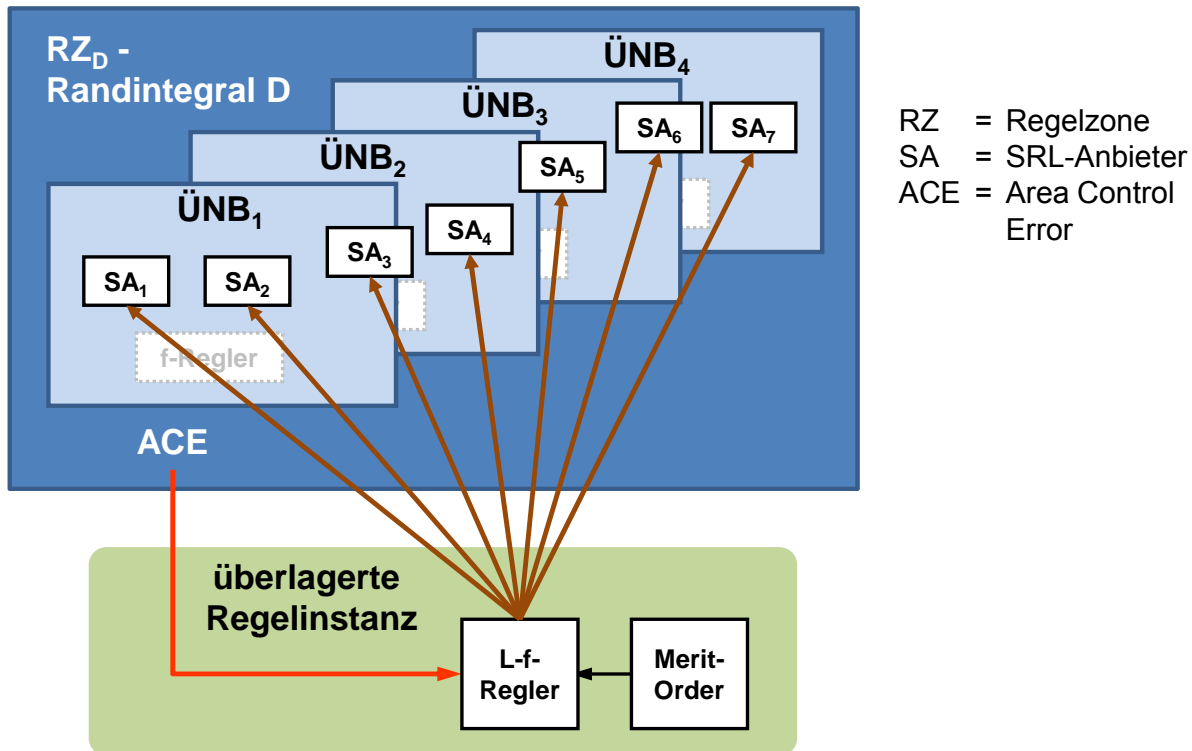 RZD -
Randintegral D
ÜNB4
ÜNB3
ÜNB2
ÜNB1
SA6
SA7
SA5
SA4
SA3
SA1
SA2
f-Regler
ACE
überlagerte
Regelinstanz
L-f-
Regler
Merit-
Order
RZ = Regelzone
SA = SRL-Anbieter
ACE = Area Control
Error